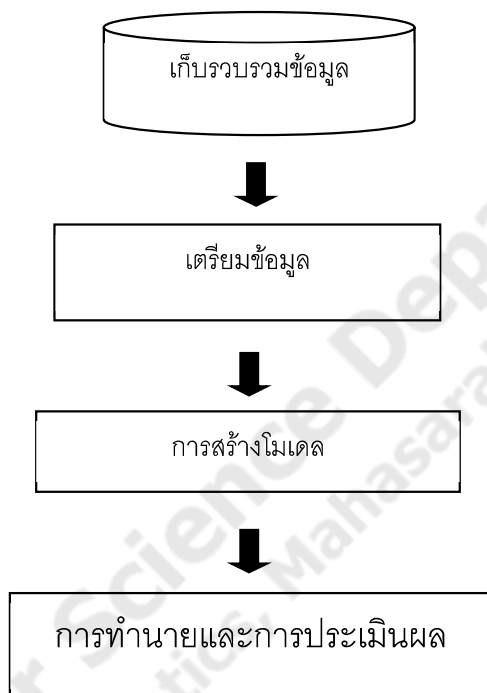 เก็บรวบรวมข้อมูล
เตรียมข้อมูล
การสร้างโมเดล
การทำนายและการประเมินผล